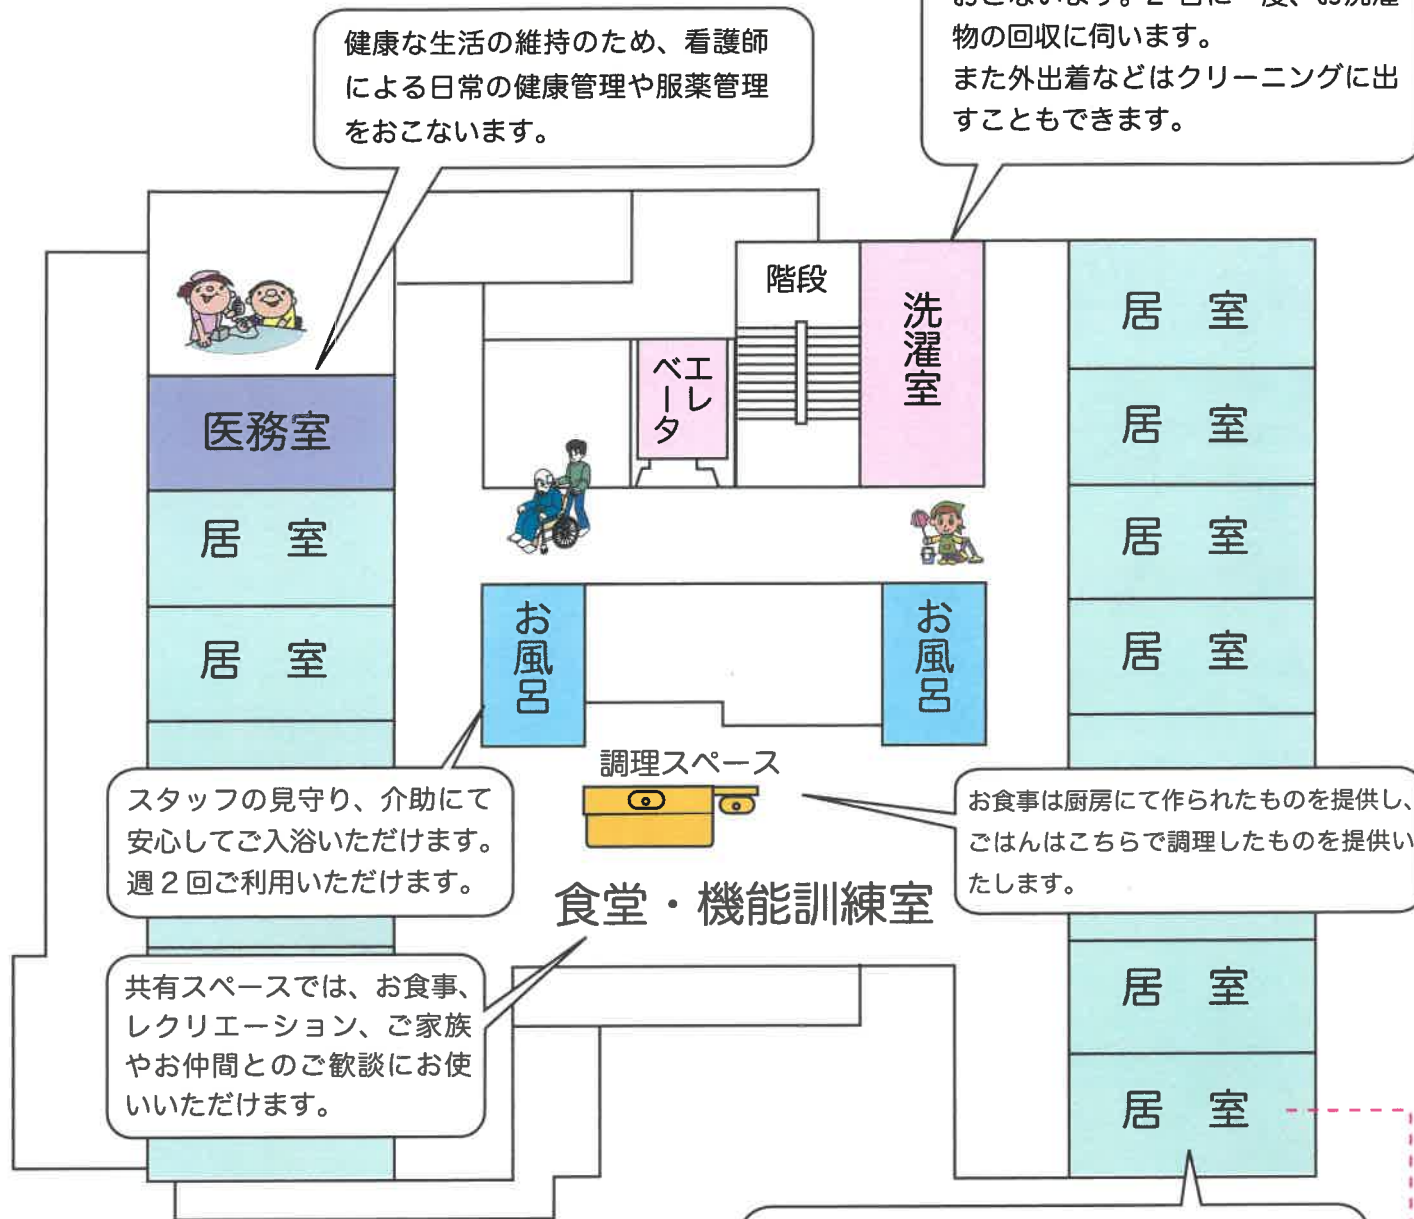 健康な生活の維持のため、看護師
による日常の健康管理や服薬管理
をおこないます。
物の回収に伺います。
また外出着などはクリーニングに出
すこともできます。
階段
洗濯室
エレ
ベータ
医務室
居　室
居　室
居　室
居　室
居　室
居　室
お風呂
お風呂
調理スペース
スタッフの見守り、介助にて
安心してご入浴いただけます。
週２回ご利用いただけます。
お食事は厨房にて作られたものを提供し、
ごはんはこちらで調理したものを提供い
たします。
食堂・機能訓練室
共有スペースでは、お食事、
レクリエーション、ご家族
やお仲間とのご歓談にお使
いいただけます。
居　室
居　室